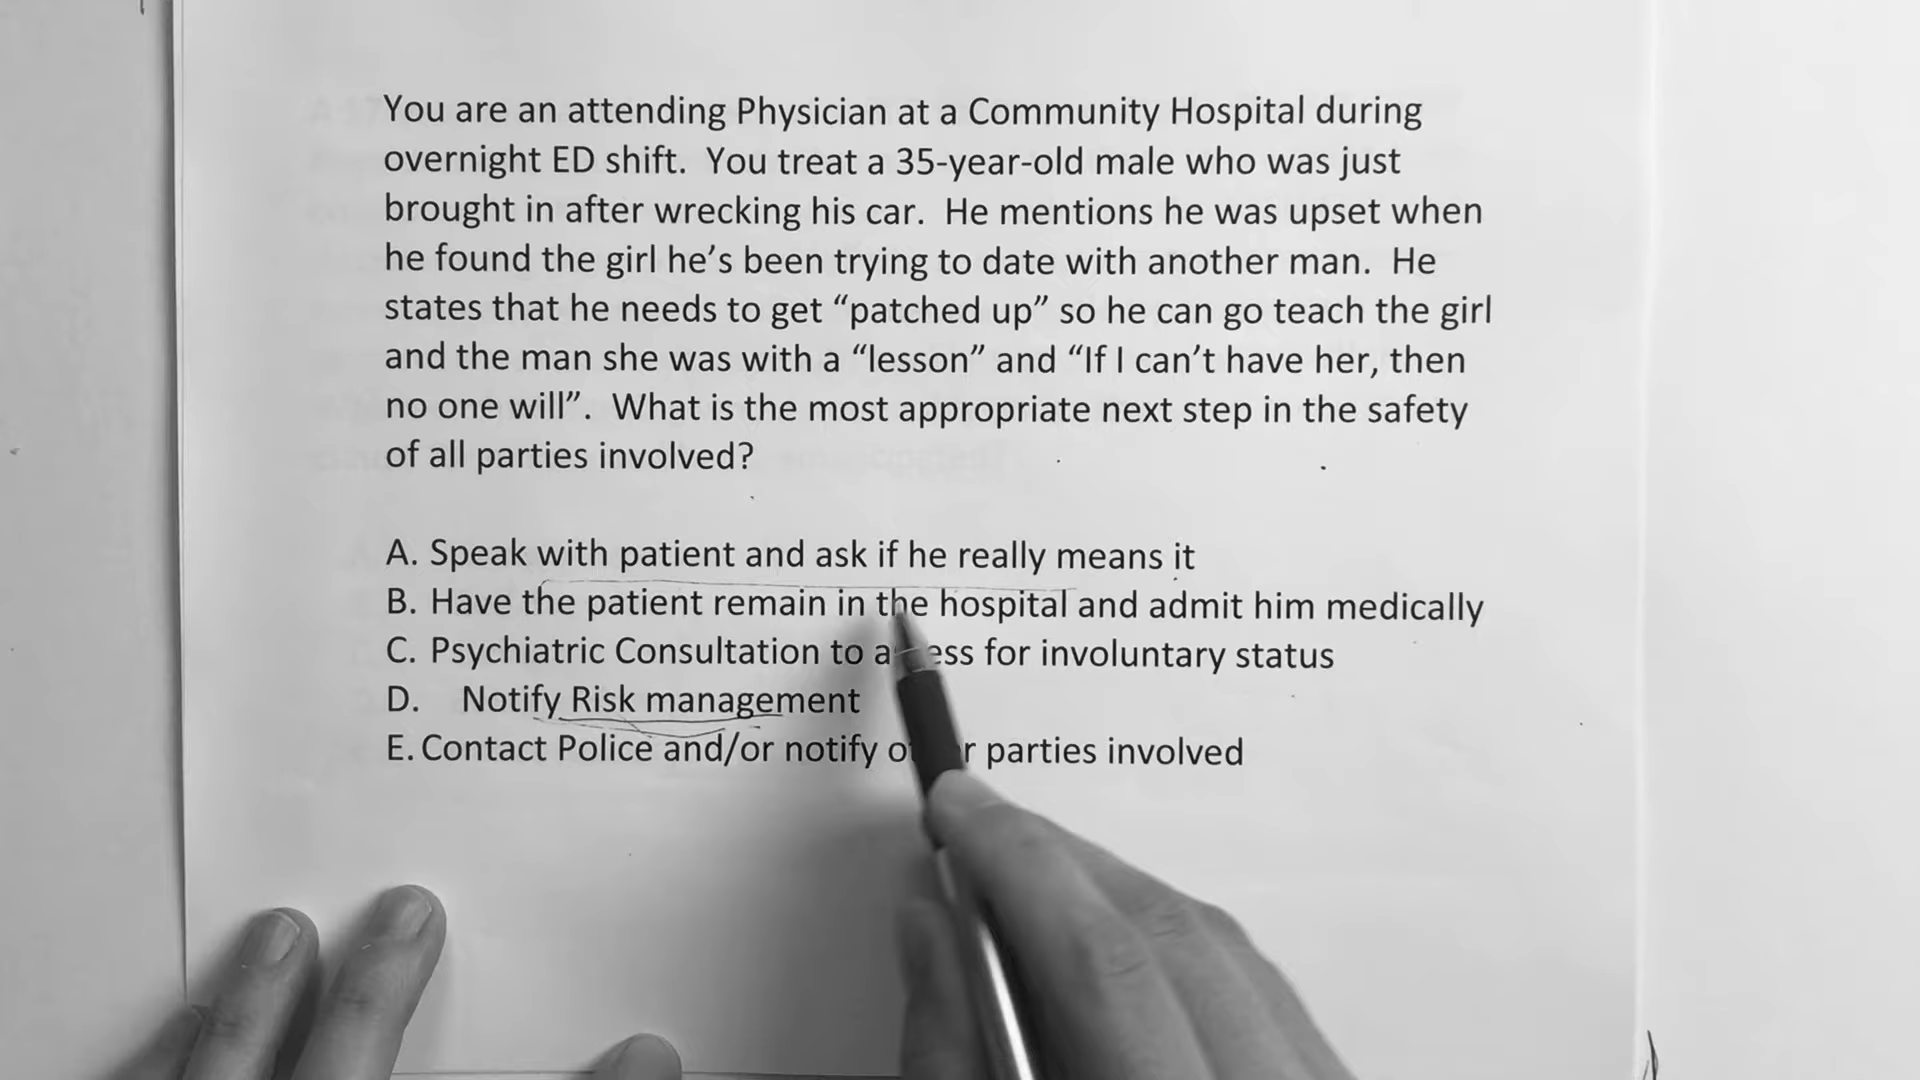 You are an attending Physician at a Community Hospital during
overnight ED shift. You treat a 35-year-old male who was just
brought in after wrecking his car. He mentions he was upset when
he found the girl he’s been trying to date with another man. He
states that he needs to get “patched up” so he can go teach the girl
and the man she was with a “lesson” and “If I can’t have her, then
no one will”. What is the most appropriate next step in the safety
of all parties involved?
A. Speak with patient and ask if he really means it
B. Have the patient remain in the hospital and admit him medically
C. Psychiatric Consultation to for involuntary status
D. Notify Risk management
E. Contact Police and/or notify parties involved